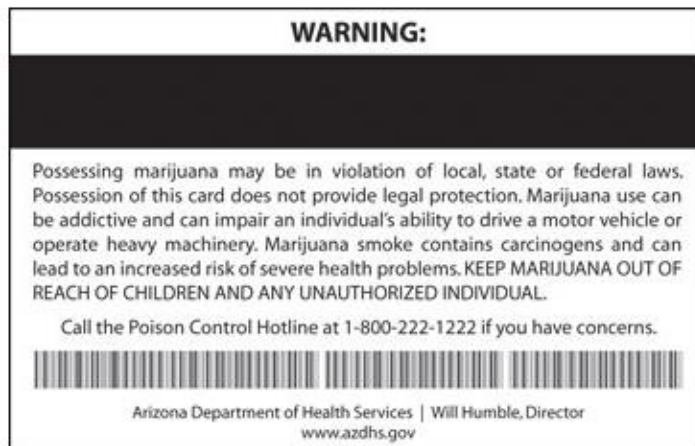 WARNING:
Possessing marijuana may be in violation of local, state or federal laws.
Possession of this card does not provide legal protection. Marijuana use can
be addictive and can impair an individual's ability to drive a motor vehicle or
operate heavy machinery. Marijuana smoke contains carcinogens and can
lead to an increased risk of severe health problems. KEEP MARIJUANA OUT OF
REACH OF CHILDREN AND ANY UNAUTHORIZED INDIVIDUAL.
Call the Poison Control Hotline at 1-800-222-1222 if you have concerns.
Arizona Department of Health Services | Will Humble, Director
www.azdhs.gov